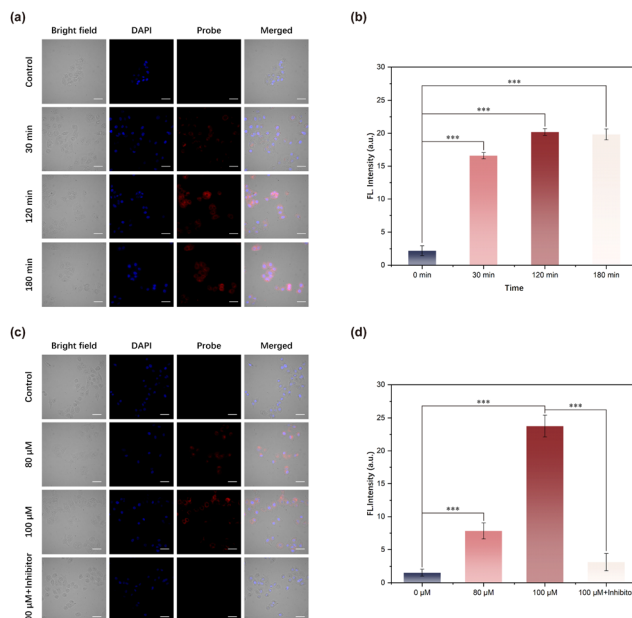 (a)
Bright field DAPI Probe Merged
Control
30 min
120 min
180 min
(b)
FL. Intensity (a.u.)
30
25
20
15
10
5
0
***
***
***
0 min 30 min 120 min 180 min
Time
(c)
Bright field DAPI Probe Merged
Control
80 μM
100 μM
00 μM+Inhibitor
(d)
FL.Intensity (a.u.)
30
25
20
15
10
5
0
***
***
***
0 μM 80 μM 100 μM 100 μM+Inhibitor